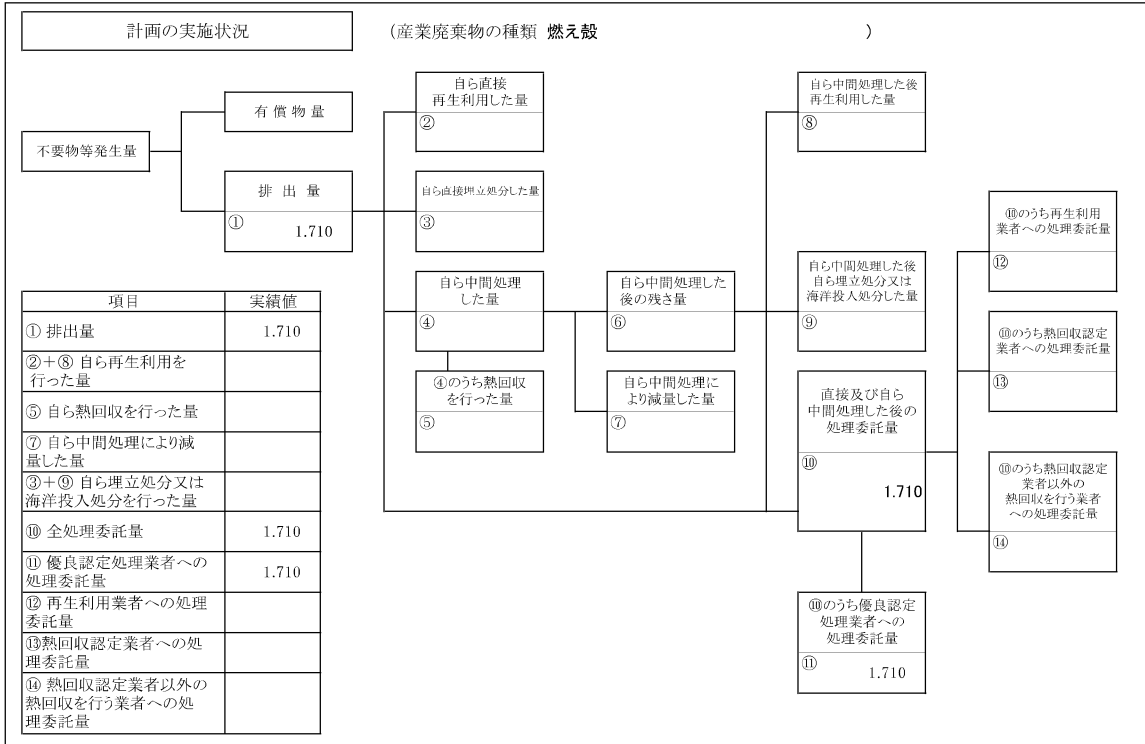 計画の実施状況
(産業廃棄物の種類 燃え殻 )
不要物等発生量
有償物量
排出量
① 1.710
自ら直接
再生利用した量
②
自ら直接埋立処分した量
③
自ら中間処理
した量
④
④のうち熱回収
を行った量
⑤
自ら中間処理した
後の残さ量
⑥
自ら中間処理に
より減量した量
⑦
自ら中間処理した後
再生利用した量
⑧
自ら中間処理した後
自ら埋立処分又は
海洋投入処分した量
⑨
直接及び自ら
中間処理した後の
処理委託量
⑩
1.710
⑩のうち優良認定
処理業者への
処理委託量
⑪ 1.710
⑩のうち再生利用
業者への処理委託量
⑫
⑩のうち熱回収認定
業者への処理委託量
⑬
⑩のうち熱回収認定
業者以外の
熱回収を行う業者
への処理委託量
⑭
項目 実績値
① 排出量 1.710
②+⑧ 自ら再生利用を
行った量
⑤ 自ら熱回収を行った量
⑦ 自ら中間処理により減
量した量
③+⑨ 自ら埋立処分又は
海洋投入処分を行った量
⑩ 全処理委託量 1.710
⑪ 優良認定処理業者への
処理委託量 1.710
⑫ 再生利用業者への処理
委託量
⑬熱回収認定業者への処
理委託量
⑭ 熱回収認定業者以外の
熱回収を行う業者への処
理委託量